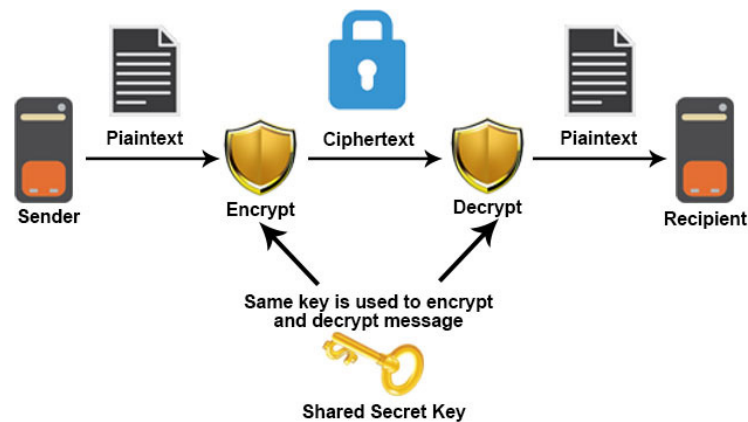 Piaintext
Ciphertext
Piaintext
Sender
Encrypt
Decrypt
Recipient
Same key is used to encrypt
and decrypt message
Shared Secret Key